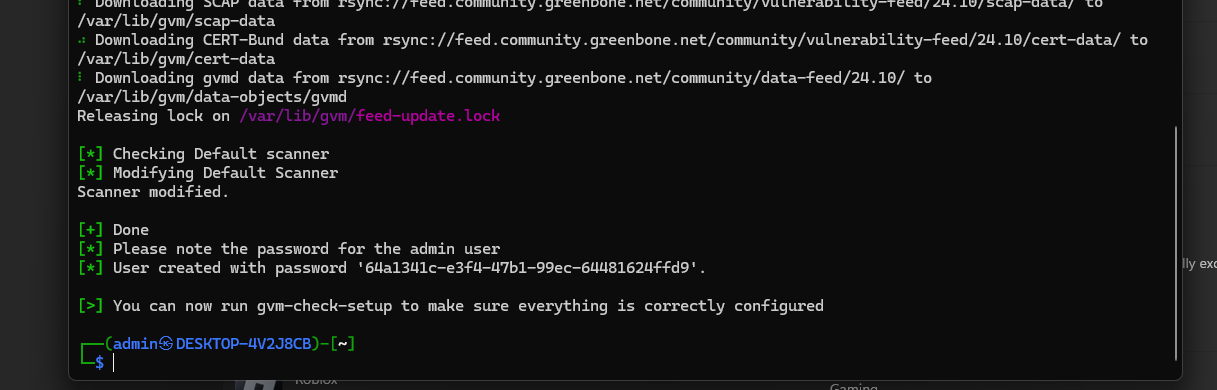 ⠇ Downloading SCAP data from rsync://feed.community.greenbone.net/community/vulnerability-feed/24.10/scap-data/ to
/var/lib/gvm/scap-data
Downloading CERT-Bund data from rsync://feed.community.greenbone.net/community/vulnerability-feed/24.10/cert-data/ to
/var/lib/gvm/cert-data
⠇ Downloading gvmd data from rsync://feed.community.greenbone.net/community/data-feed/24.10/ to
/var/lib/gvm/data-objects/gvmd
Releasing lock on /var/lib/gvm/feed-update.lock
[*] Checking Default scanner
[*] Modifying Default Scanner
Scanner modified.
[+] Done
[*] Please note the password for the admin user
[*] User created with password '64a1341c-e3f4-47b1-99ec-64481624ffd9'.
lly exc
[>] You can now run gvm-check-setup to make sure everything is correctly configured
┌──(admin㉿DESKTOP-4V2J8CB)-[~]
└─$
Roblox
Gaming